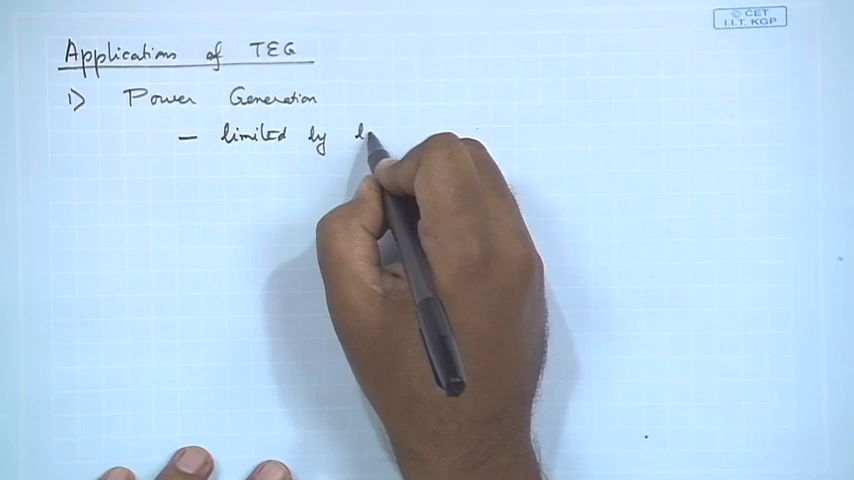 © CET
I.I.T. KGP
Applications of TEG
1) Power Generation
- limited by